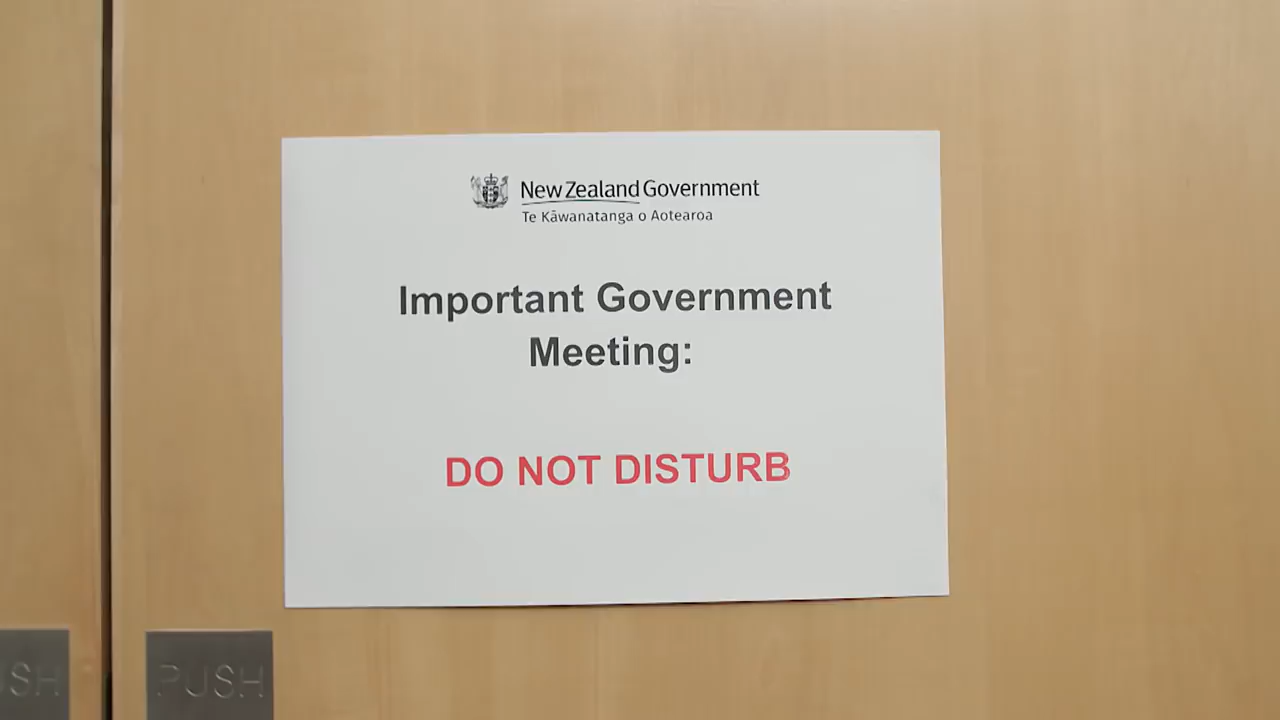 New Zealand Government
Te Kāwanatanga o Aotearoa
Important Government
Meeting:
DO NOT DISTURB
PUSH